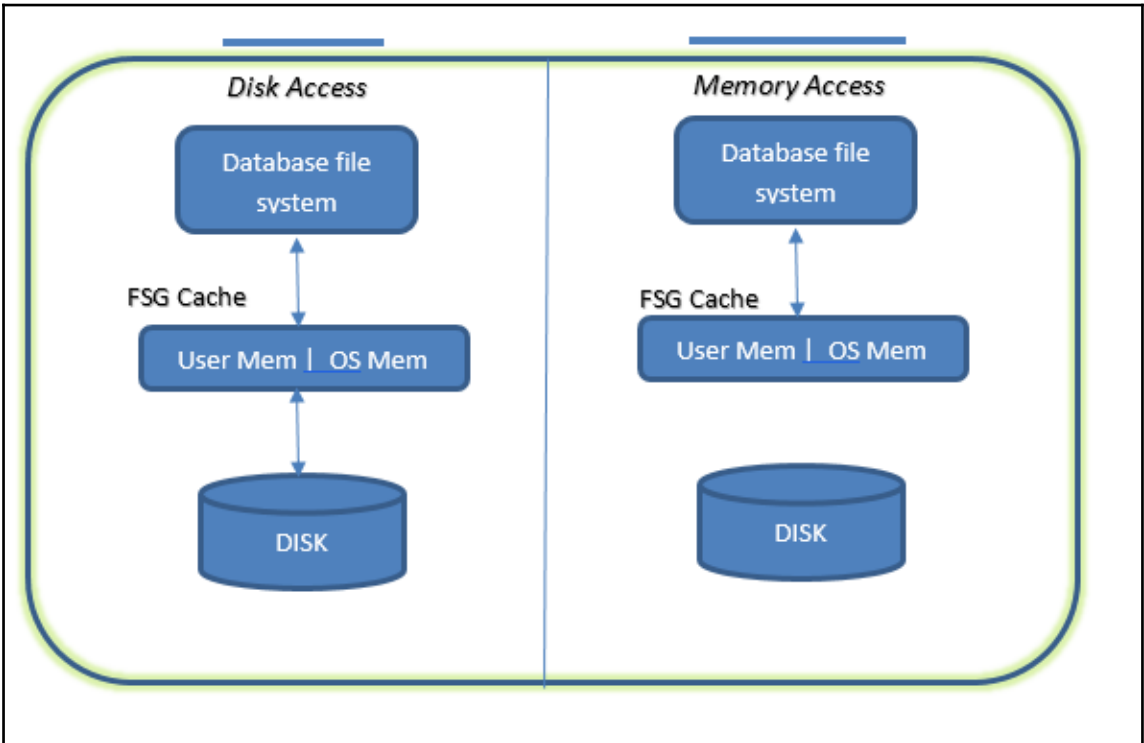 Disk Access
Database file
system
FSG Cache
User Mem | OS Mem
DISK
Memory Access
Database file
system
FSG Cache
User Mem | OS Mem
DISK